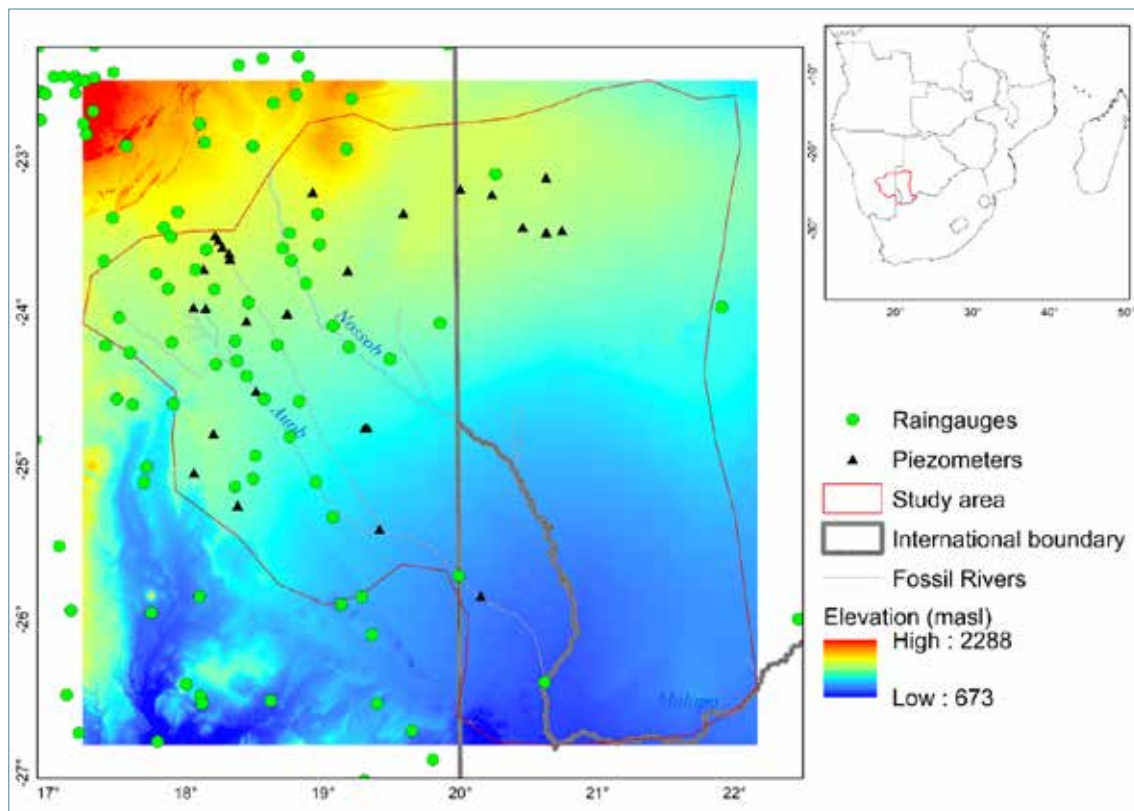 -23°
-24°
-25°
-26°
-27°
17°
18°
19°
20°
21°
22°
Nossob
Auob
Molopo
-10°
-20°
-30°
20°
30°
40°
50°
Raingauges
Piezometers
Study area
International boundary
Fossil Rivers
Elevation (masl)
High : 2288
Low : 673